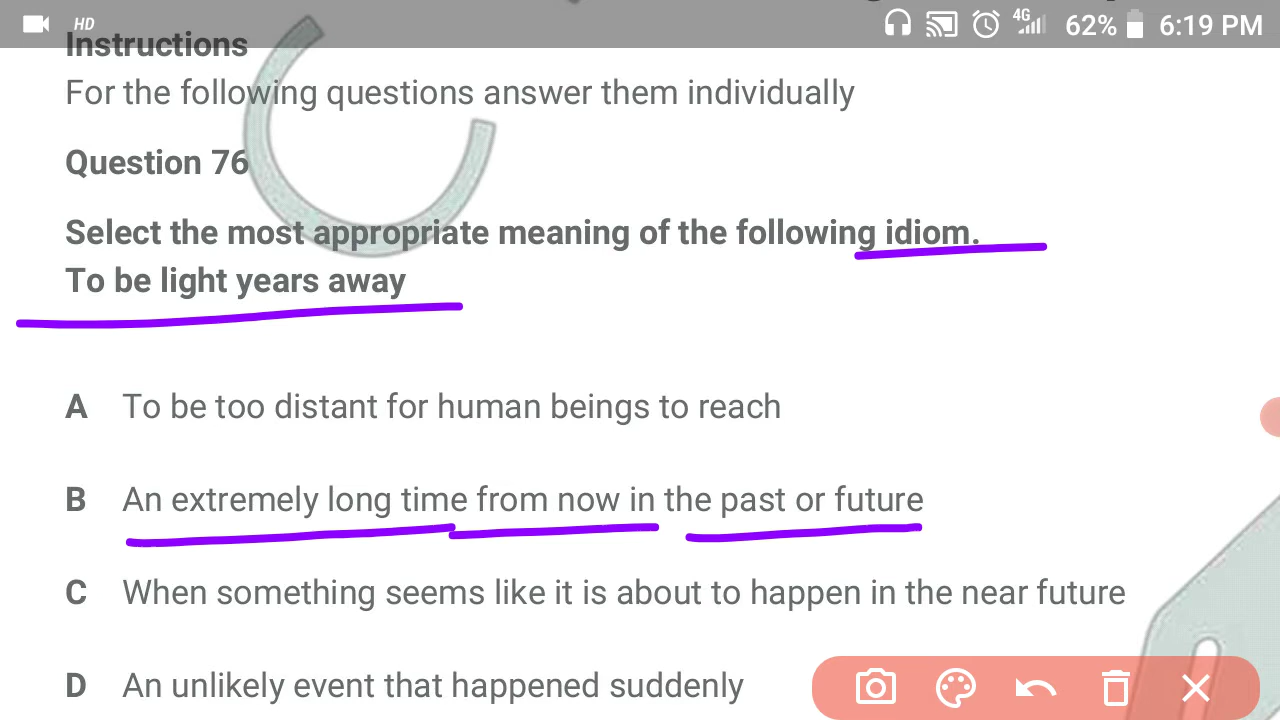 HD 4G 62% 6:19 PM
Instructions
For the following questions answer them individually
Question 76
Select the most appropriate meaning of the following idiom.
To be light years away
A To be too distant for human beings to reach
B An extremely long time from now in the past or future
C When something seems like it is about to happen in the near future
D An unlikely event that happened suddenly